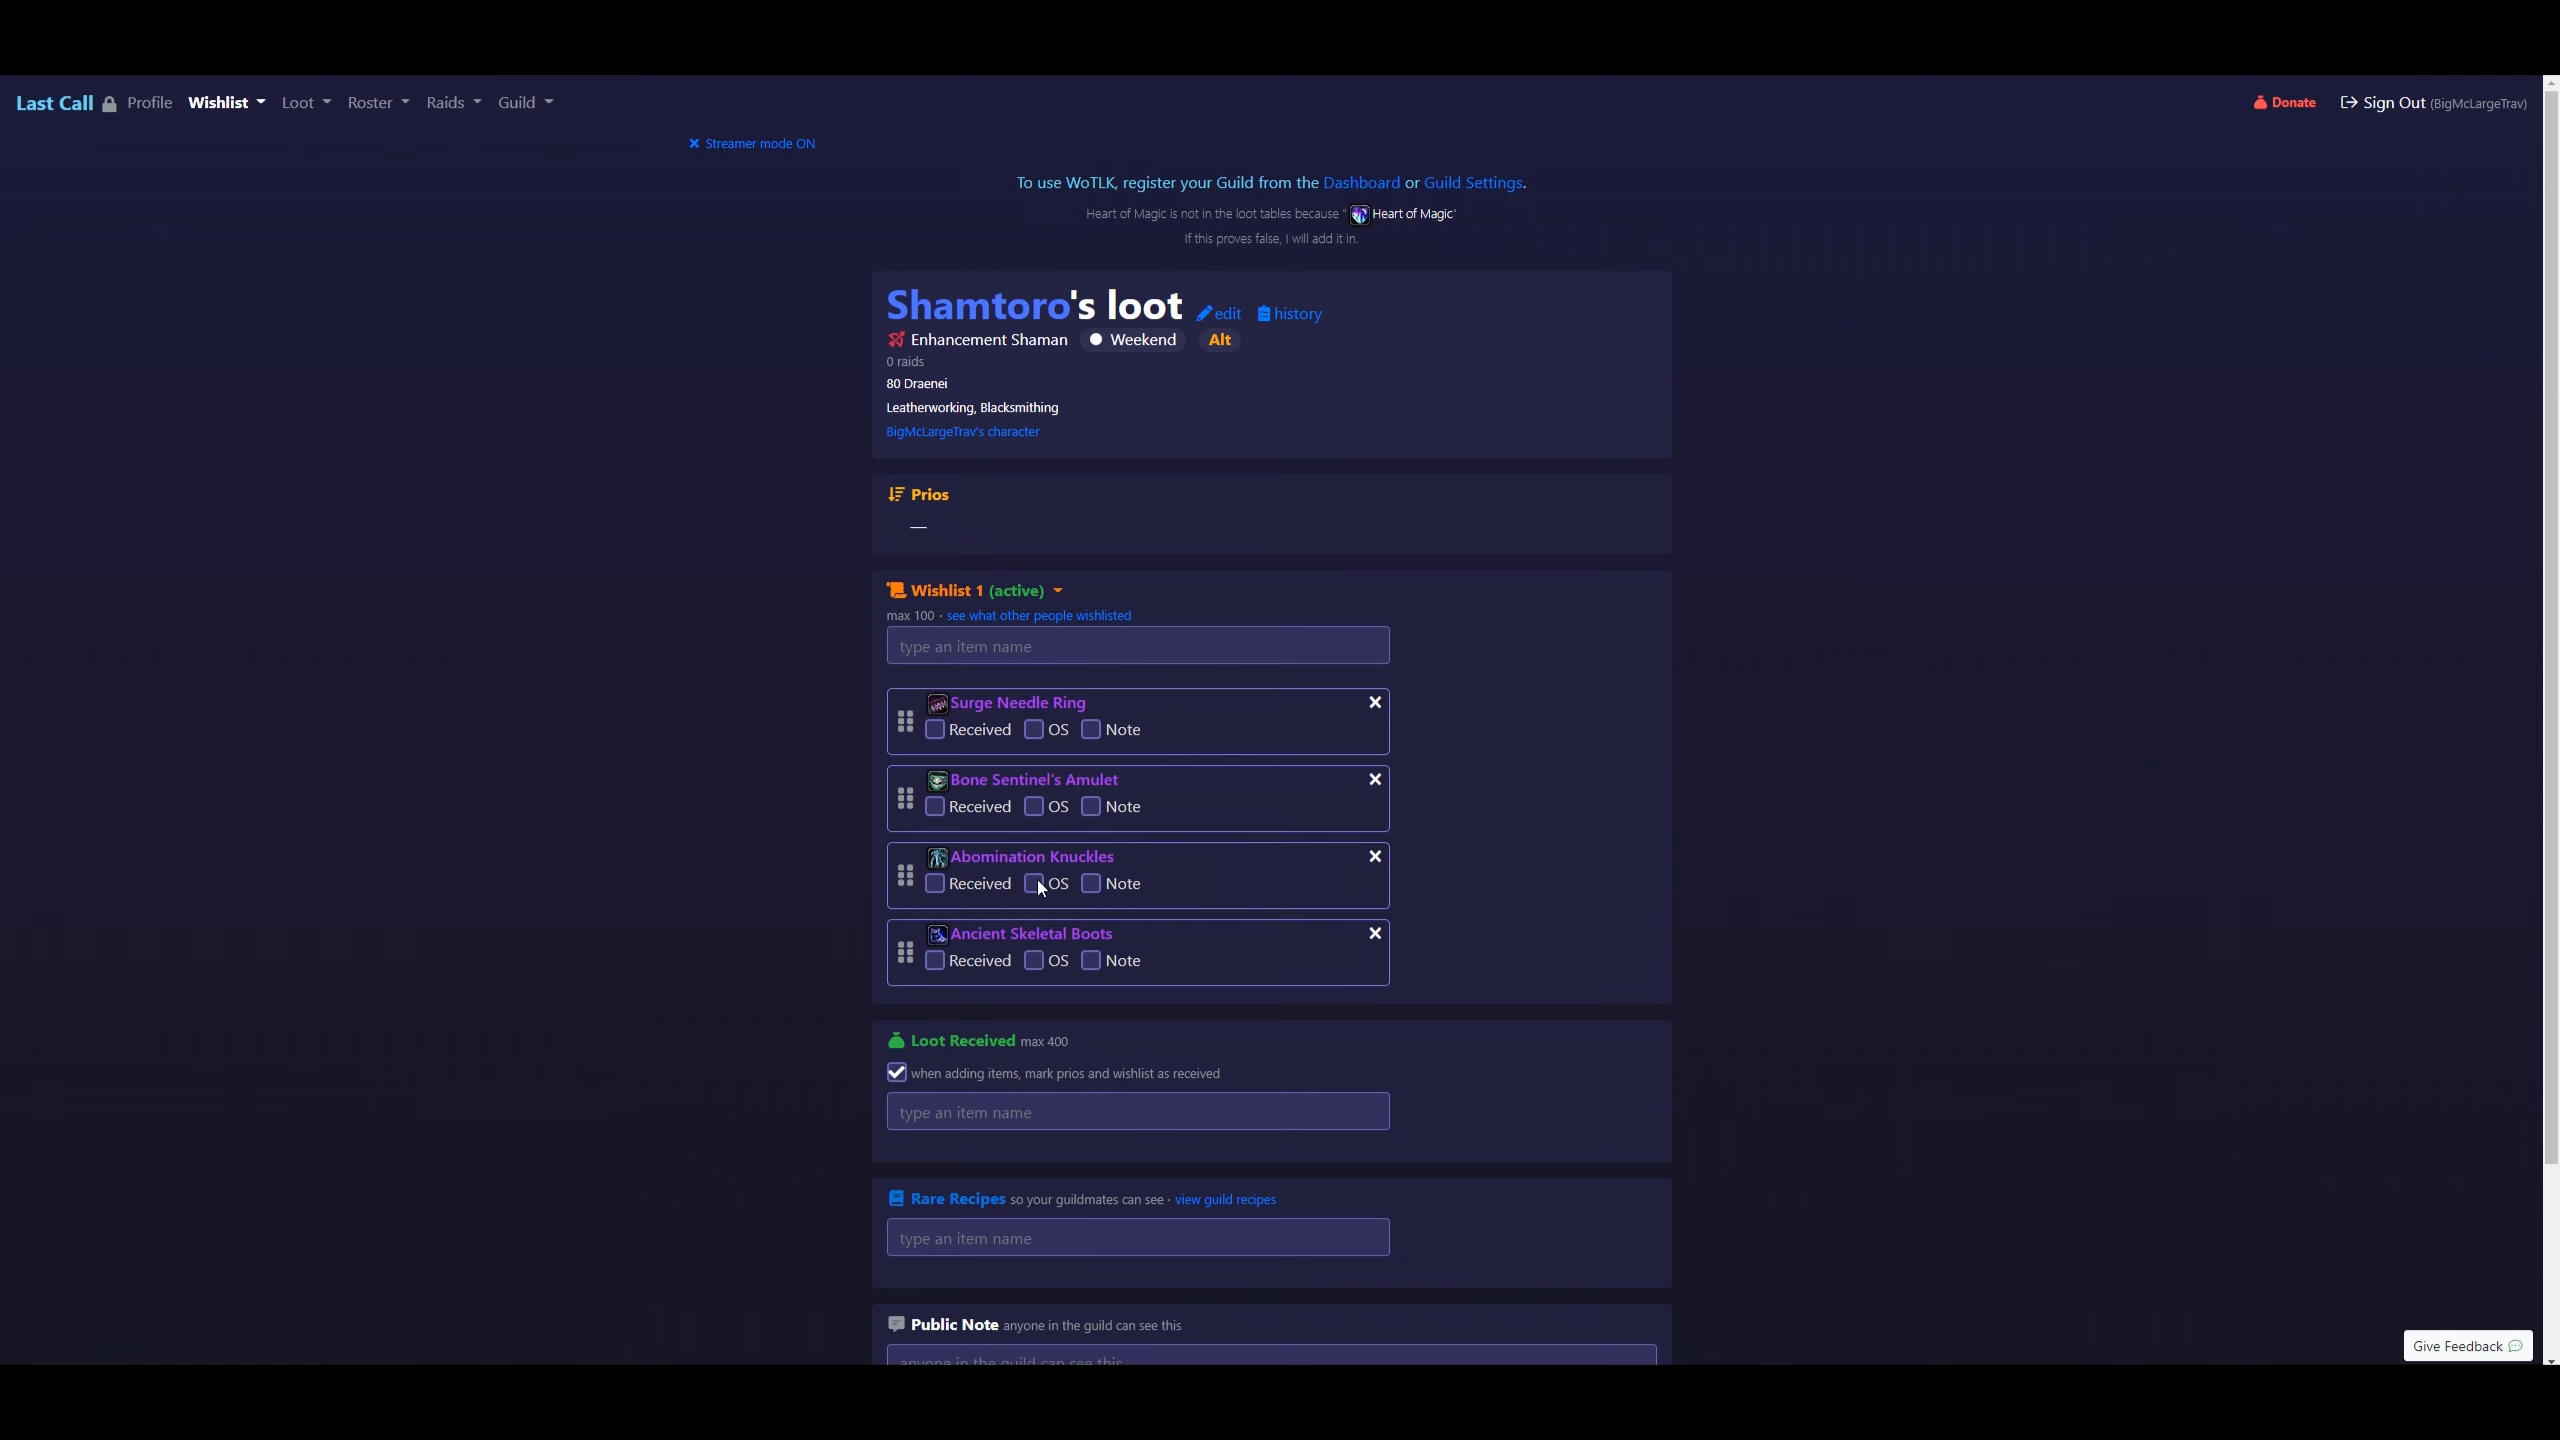 Last Call Profile Wishlist Loot Roster Raids Guild Donate Sign Out (BigMcLargeTrav)
Streamer mode ON
To use WoTLK, register your Guild from the Dashboard or Guild Settings.
Heart of Magic is not in the loot tables because "Heart of Magic"
If this proves false, I will add it in.
Shamtoro's loot edit history
Enhancement Shaman Weekend Alt
0 raids
80 Draenei
Leatherworking, Blacksmithing
BigMcLargeTrav's character
Prios
—
Wishlist 1 (active)
max 100 · see what other people wishlisted
type an item name
Surge Needle Ring
Received OS Note
Bone Sentinel's Amulet
Received OS Note
Abomination Knuckles
Received OS Note
Ancient Skeletal Boots
Received OS Note
Loot Received max 400
when adding items, mark prios and wishlist as received
type an item name
Rare Recipes so your guildmates can see · view guild recipes
type an item name
Public Note anyone in the guild can see this
anyone in the guild can see this
Give Feedback